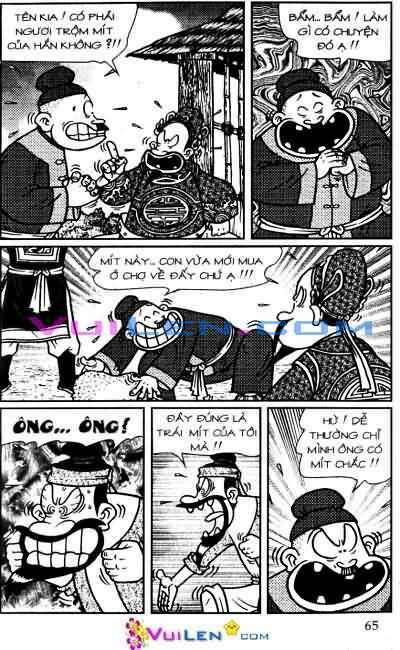 TÊN KIA ! CÓ PHẢI
NGƯƠI TRỘM MÍT
CỦA HẮN KHÔNG ?!!
BẨM... BẨM ! LÀM
GÌ CÓ CHUYỆN
ĐÓ Ạ !!
MÍT NÀY... CON VỪA MỚI MUA
Ở CHỢ VỀ ĐẤY CHỨ Ạ !!!
VUILEN.COM
ÔNG... ÔNG!
ĐÂY ĐÚNG LÀ
TRÁI MÍT CỦA TÔI
MÀ !!
HỪ ! DỄ
THƯỜNG CHỈ
MÌNH ÔNG CÓ
MÍT CHẮC !!
65
VUILEN.COM